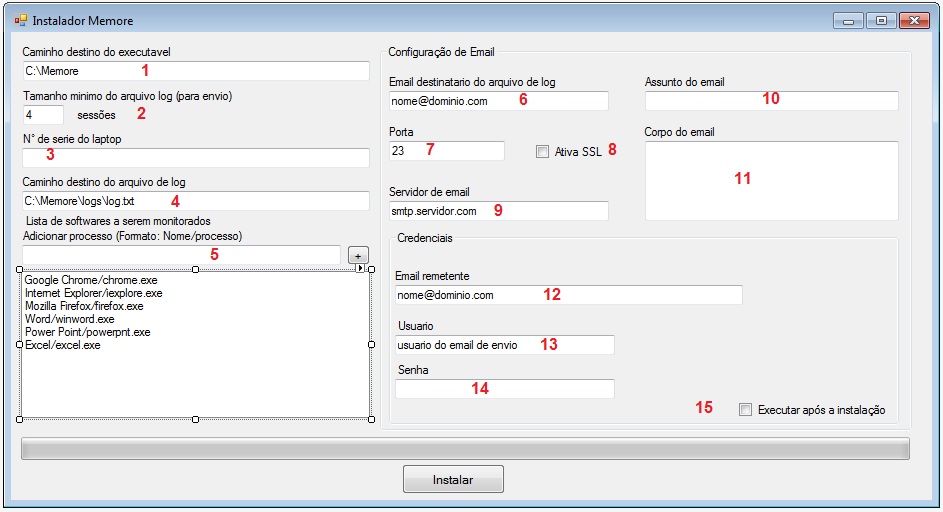 Instalador Memore
Caminho destino do executavel
C:\Memore 1
Tamanho minimo do arquivo log (para envio)
4 sessões 2
N° de serie do laptop
3
Caminho destino do arquivo de log
C:\Memore\logs\log.txt 4
Lista de softwares a serem monitorados
Adicionar processo (Formato: Nome/processo)
5 +
Google Chrome/chrome.exe
Internet Explorer/iexplore.exe
Mozilla Firefox/firefox.exe
Word/winword.exe
Power Point/powerpnt.exe
Excel/excel.exe
Configuração de Email
Email destinatario do arquivo de log
nome@dominio.com 6
Porta
23 7
Ativa SSL 8
Servidor de email
smtp.servidor.com 9
Assunto do email
10
Corpo do email
11
Credenciais
Email remetente
nome@dominio.com 12
Usuario
usuario do email de envio 13
Senha
14
15 Executar após a instalação
Instalar